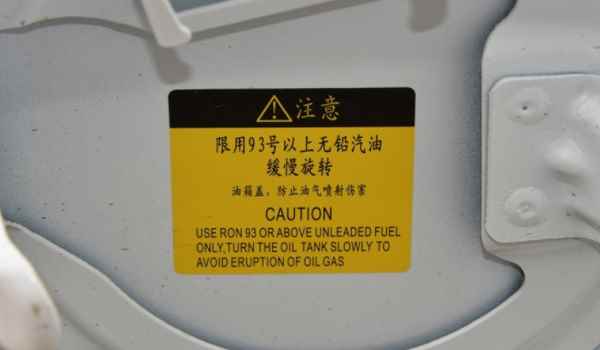 注意
限用93号以上无铅汽油
缓慢旋转
油箱盖，防止油气喷射伤害
CAUTION
USE RON 93 OR ABOVE UNLEADED FUEL
ONLY,TURN THE OIL TANK SLOWLY TO
AVOID ERUPTION OF OIL GAS